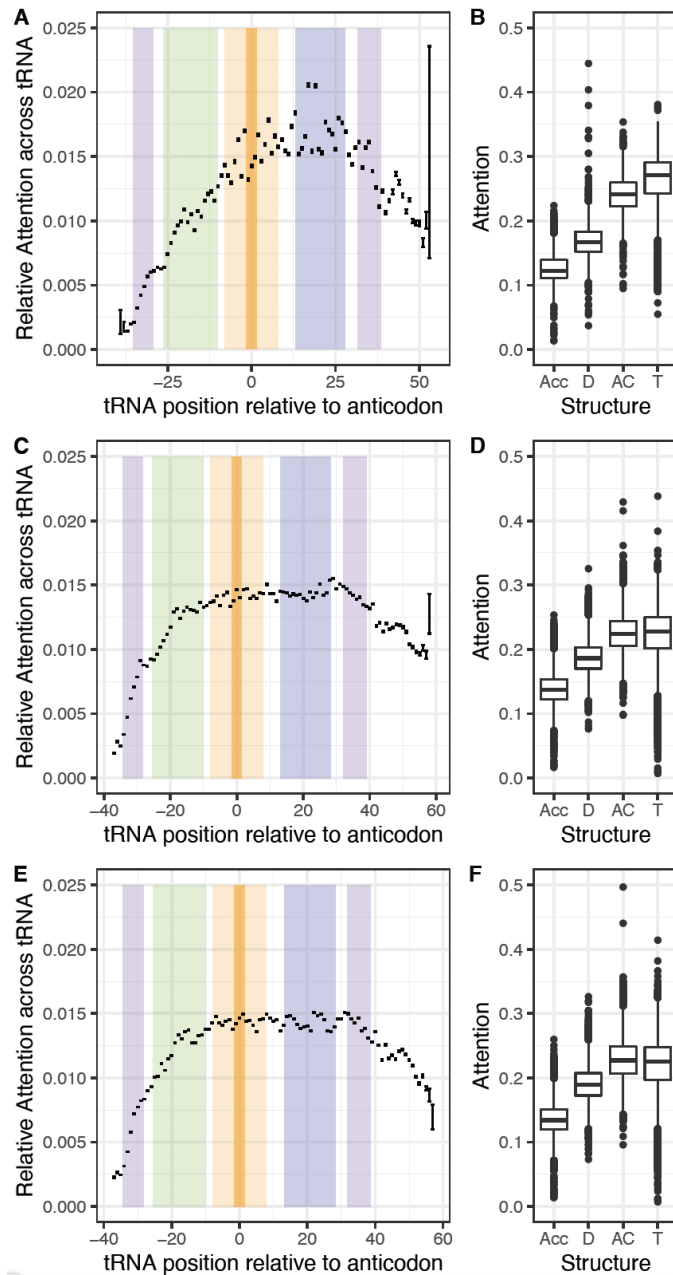 A
Relative Attention across tRNA
0.025
0.020
0.015
0.010
0.005
0.000
−25 0 25 50
tRNA position relative to anticodon
B
Attention
0.5
0.4
0.3
0.2
0.1
0.0
Acc D AC T
Structure
C
Relative Attention across tRNA
0.025
0.020
0.015
0.010
0.005
0.000
−40 −20 0 20 40 60
tRNA position relative to anticodon
D
Attention
0.5
0.4
0.3
0.2
0.1
0.0
Acc D AC T
Structure
E
Relative Attention across tRNA
0.025
0.020
0.015
0.010
0.005
0.000
−40 −20 0 20 40 60
tRNA position relative to anticodon
F
Attention
0.5
0.4
0.3
0.2
0.1
0.0
Acc D AC T
Structure